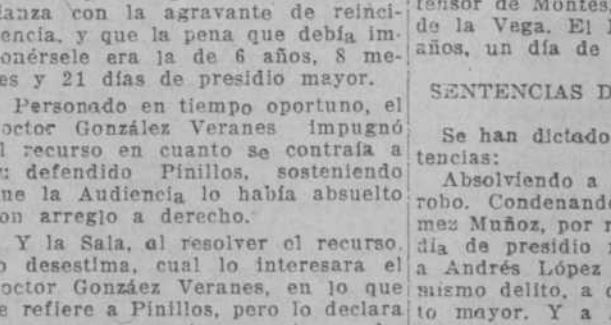 lanza con la agravante de reinci-
encia, y que la pena que debía im-
onérsele era la de 6 años, 8 me-
es y 21 días de presidio mayor.
Personado en tiempo oportuno, el
octor González Veranes impugnó
l recurso en cuanto se contraía a
u defendido Pinillos, sosteniendo
ue la Audiencia lo había absuelto
on arreglo a derecho.
Y la Sala, al resolver el recurso,
o desestima, cual lo interesara el
octor Gonzáez Veranes, en lo que
e refiere a Pinillos, pero lo declara
tensor de Montes
de la Vega. El
años, un día de
SENTENCIAS D
Se han dictado
tencias:
Absolviendo a
robo. Condenando
mez Muñoz, por
día de presidio
a Andrés López
mismo delito, a
to mayor. Y a